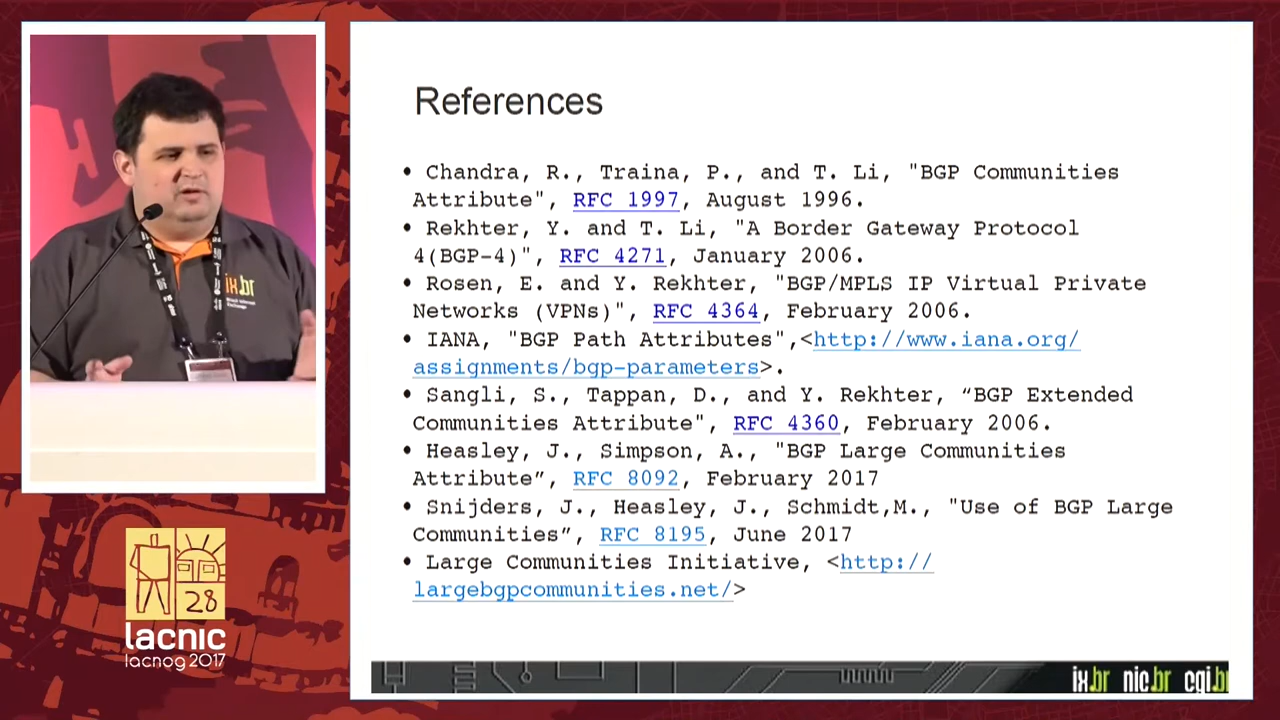 References
• Chandra, R., Traina, P., and T. Li, "BGP Communities
Attribute", RFC 1997, August 1996.
• Rekhter, Y. and T. Li, "A Border Gateway Protocol
4(BGP-4)", RFC 4271, January 2006.
• Rosen, E. and Y. Rekhter, "BGP/MPLS IP Virtual Private
Networks (VPNs)", RFC 4364, February 2006.
• IANA, "BGP Path Attributes",<http://www.iana.org/
assignments/bgp-parameters>.
• Sangli, S., Tappan, D., and Y. Rekhter, “BGP Extended
Communities Attribute", RFC 4360, February 2006.
• Heasley, J., Simpson, A., "BGP Large Communities
Attribute”, RFC 8092, February 2017
• Snijders, J., Heasley, J., Schmidt,M., "Use of BGP Large
Communities”, RFC 8195, June 2017
• Large Communities Initiative, <http://
largebgpcommunities.net/>
ix.br nic.br cgi.br
ix.br
28
lacnic
lacnog 2017